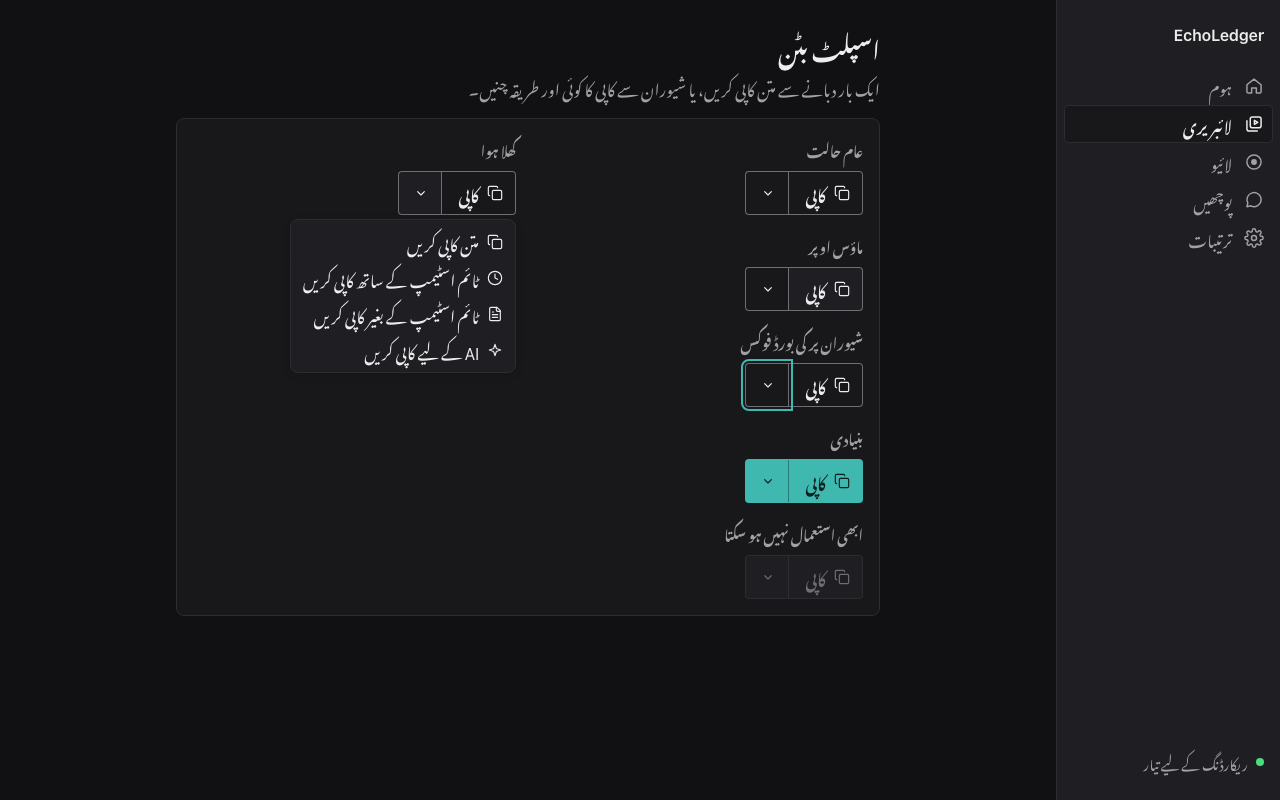 EchoLedger
ہوم
لائبریری
لائیو
پوچھیں
ترتیبات
ریکارڈنگ کے لیے تیار
اسپلٹ بٹن
ایک بار دبانے سے متن کاپی کریں، یا شیوران سے کاپی کا کوئی اور طریقہ چنیں۔
عام حالت
کاپی
ماؤس اوپر
کاپی
شیوران پر کی بورڈ فوکس
کاپی
بنیادی
کاپی
ابھی استعمال نہیں ہو سکتا
کاپی
کھلا ہوا
کاپی
متن کاپی کریں
ٹائم اسٹیمپ کے ساتھ کاپی کریں
ٹائم اسٹیمپ کے بغیر کاپی کریں
AI کے لیے کاپی کریں